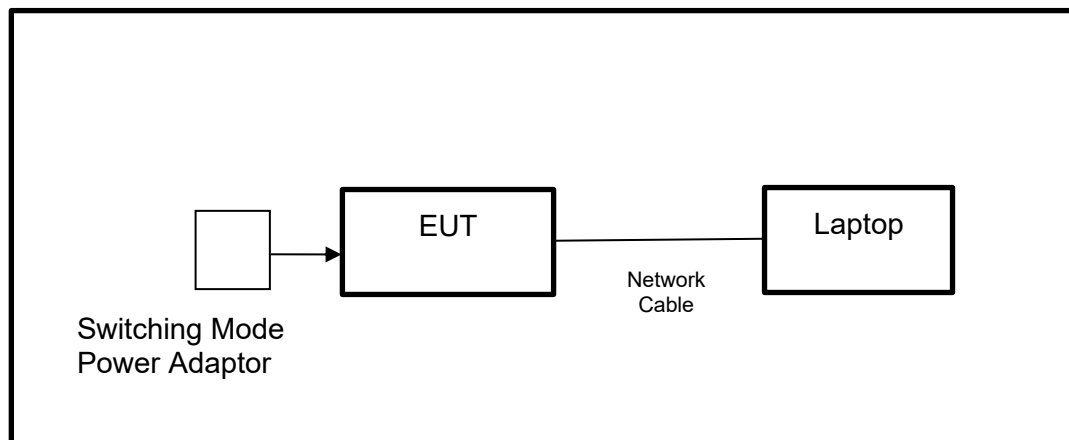 EUT
Laptop
Network
Cable
Switching Mode
Power Adaptor